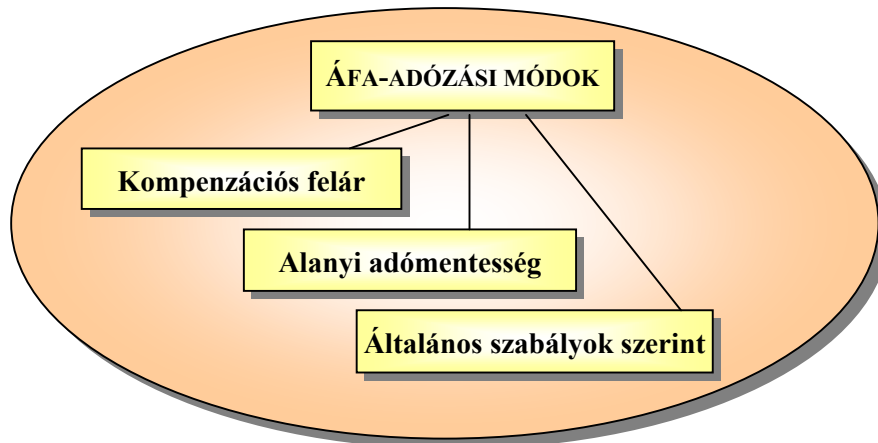 ÁFA-ADÓZÁSI MÓDOK
Kompenzációs felár
Alanyi adómentesség
Általános szabályok szerint